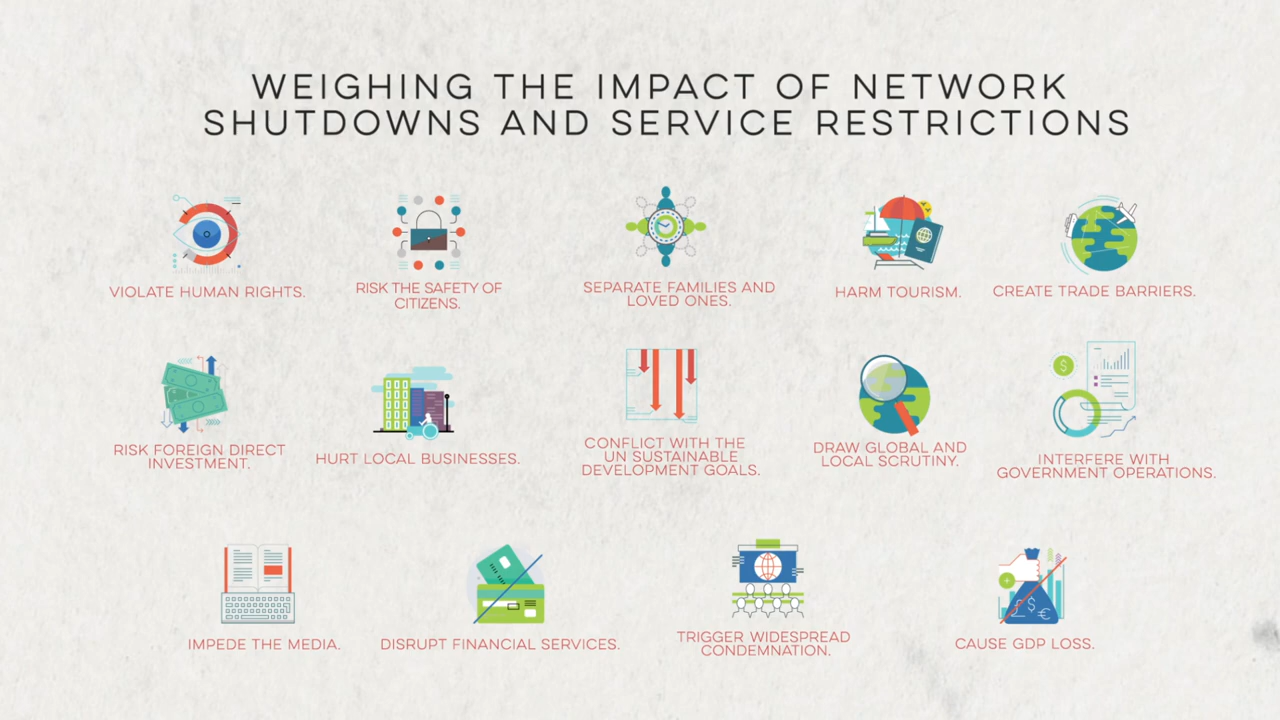 WEIGHING THE IMPACT OF NETWORK
SHUTDOWNS AND SERVICE RESTRICTIONS
VIOLATE HUMAN RIGHTS.
RISK THE SAFETY OF
CITIZENS.
SEPARATE FAMILIES AND
LOVED ONES.
HARM TOURISM.
CREATE TRADE BARRIERS.
RISK FOREIGN DIRECT
INVESTMENT.
HURT LOCAL BUSINESSES.
CONFLICT WITH THE
UN SUSTAINABLE
DEVELOPMENT GOALS.
DRAW GLOBAL AND
LOCAL SCRUTINY.
$
INTERFERE WITH
GOVERNMENT OPERATIONS.
IMPEDE THE MEDIA.
DISRUPT FINANCIAL SERVICES.
TRIGGER WIDESPREAD
CONDEMNATION.
£ $ €
CAUSE GDP LOSS.